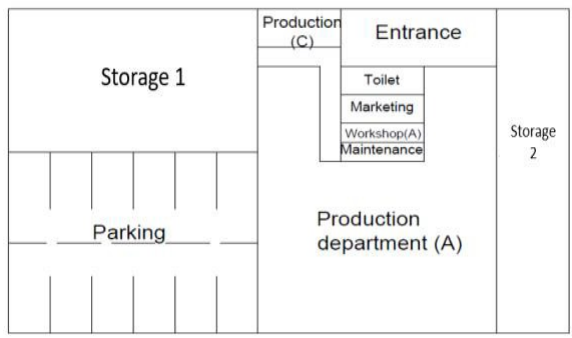 Production
(C)
Entrance
Storage 1
Toilet
Marketing
Workshop(A)
Maintenance
Storage
2
Parking
Production
department (A)